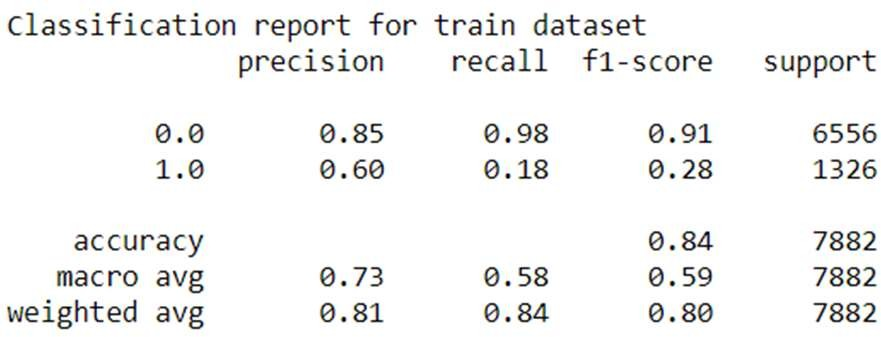 Classification report for train dataset
precision recall f1-score support
0.0 0.85 0.98 0.91 6556
1.0 0.60 0.18 0.28 1326
accuracy 0.84 7882
macro avg 0.73 0.58 0.59 7882
weighted avg 0.81 0.84 0.80 7882